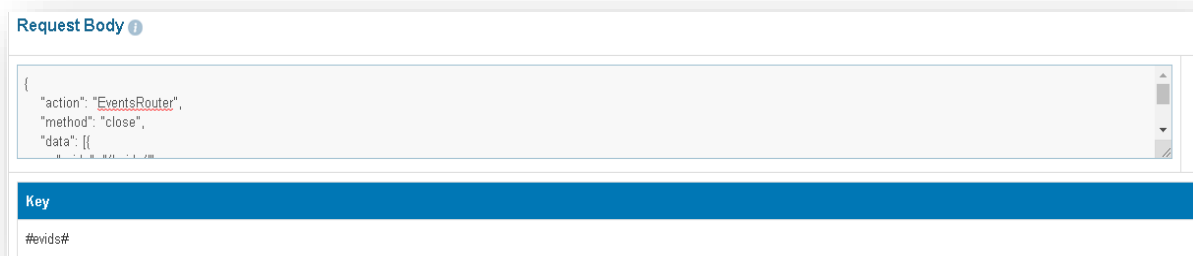 Request Body
{
"action": "EventsRouter",
"method": "close",
"data": [{
Key
#evids#